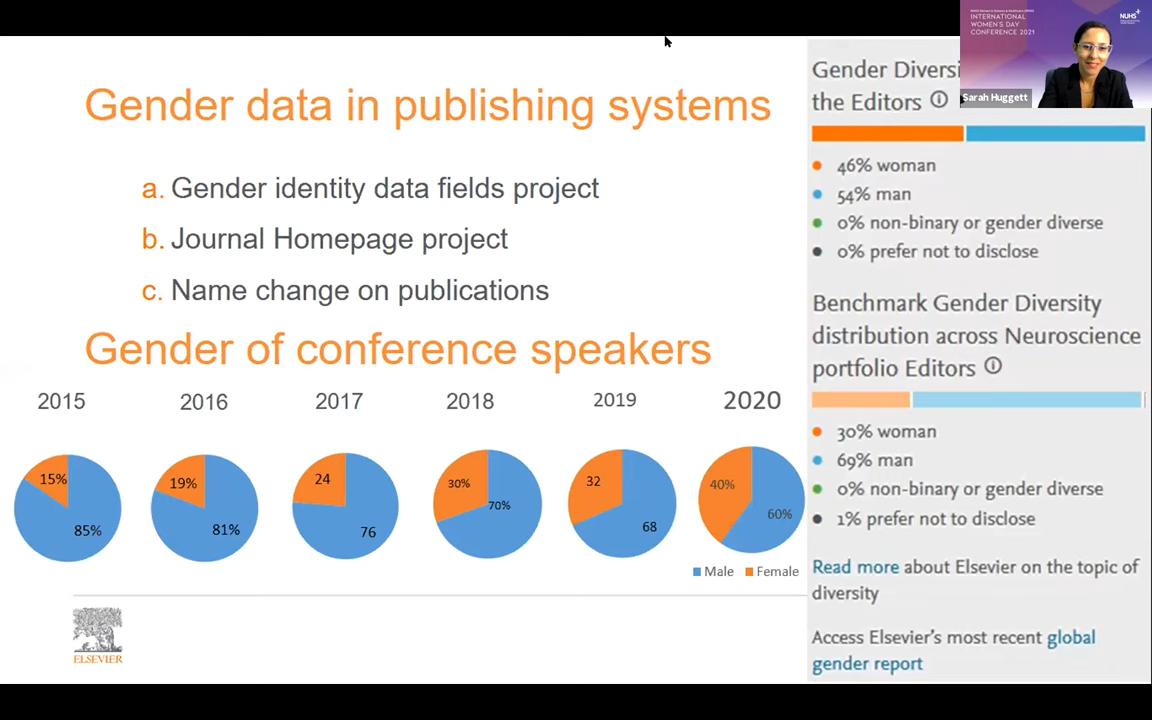 INTERNATIONAL
WOMEN'S DAY
CONFERENCE 2021
NUHS
Sarah Huggett
Gender data in publishing systems
a. Gender identity data fields project
b. Journal Homepage project
c. Name change on publications
Gender of conference speakers
2015
2016
2017
2018
2019
2020
15%
85%
19%
81%
24
76
30%
70%
32
68
40%
60%
Male
Female
ELSEVIER
Gender Diversi
the Editors
46% woman
54% man
0% non-binary or gender diverse
0% prefer not to disclose
Benchmark Gender Diversity
distribution across Neuroscience
portfolio Editors
30% woman
69% man
0% non-binary or gender diverse
1% prefer not to disclose
Read more about Elsevier on the topic of
diversity
Access Elsevier's most recent global
gender report